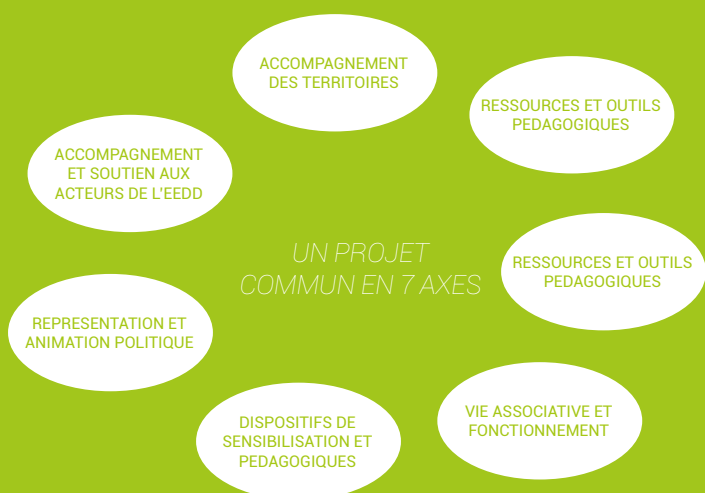 ACCOMPAGNEMENT
DES TERRITOIRES
RESSOURCES ET OUTILS
PEDAGOGIQUES
ACCOMPAGNEMENT
ET SOUTIEN AUX
ACTEURS DE L'EEDD
UN PROJET
COMMUN EN 7 AXES
RESSOURCES ET OUTILS
PEDAGOGIQUES
REPRESENTATION ET
ANIMATION POLITIQUE
VIE ASSOCIATIVE ET
FONCTIONNEMENT
DISPOSITIFS DE
SENSIBILISATION ET
PEDAGOGIQUES